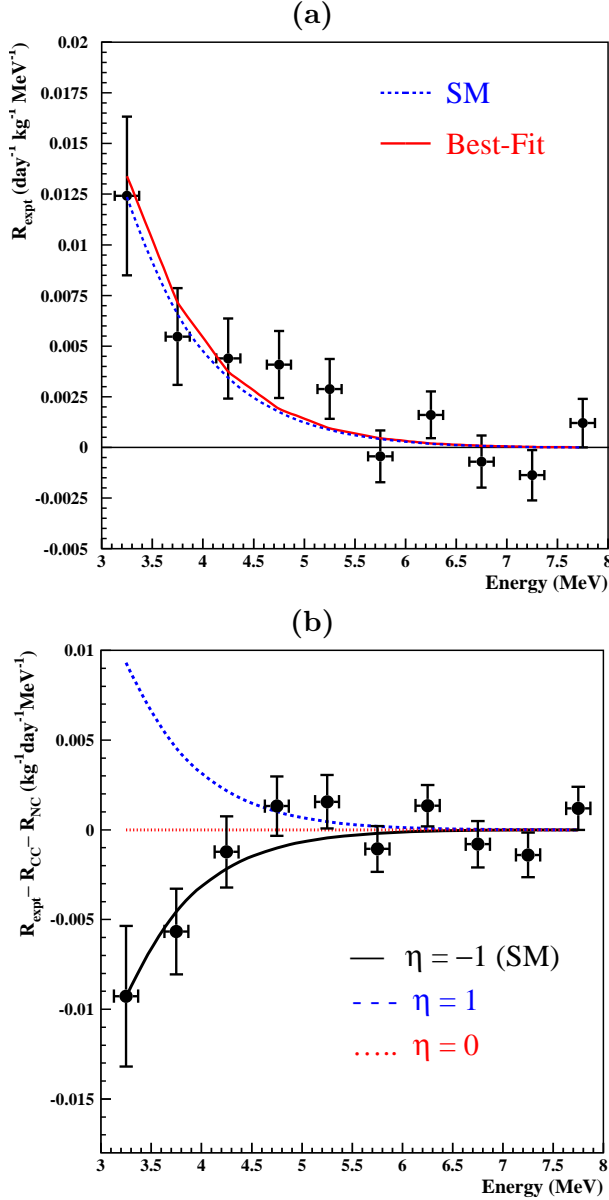 (a)
R_expt (day⁻¹ kg⁻¹ MeV⁻¹)
0.02
0.0175
0.015
0.0125
0.01
0.0075
0.005
0.0025
0
-0.0025
-0.005
SM
Best-Fit
3 3.5 4 4.5 5 5.5 6 6.5 7 7.5 8
Energy (MeV)
(b)
R_expt − R_CC − R_NC (kg⁻¹day⁻¹MeV⁻¹)
0.01
0.005
0
-0.005
-0.01
-0.015
η = −1 (SM)
η = 1
η = 0
3 3.5 4 4.5 5 5.5 6 6.5 7 7.5 8
Energy (MeV)